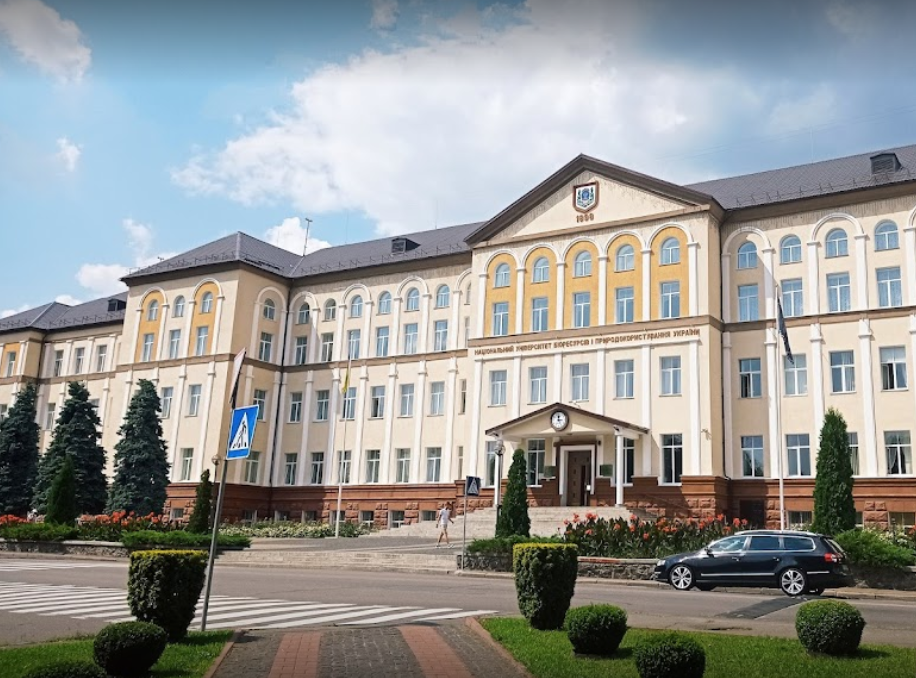 1898
НАЦІОНАЛЬНИЙ УНІВЕРСИТЕТ БІОРЕСУРСІВ І ПРИРОДОКОРИСТУВАННЯ УКРАЇНИ